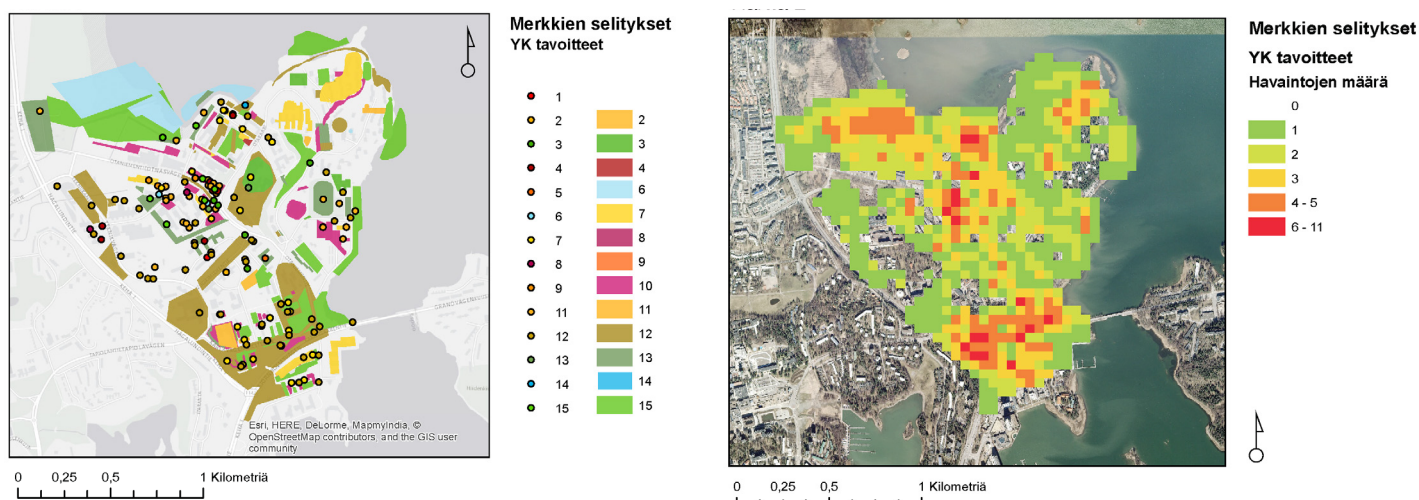 Merkkien selitykset
YK tavoitteet
1
2
3
4
5
6
7
8
9
11
12
13
14
15
2
3
4
6
7
8
9
10
11
12
13
14
15
Esri, HERE, DeLorme, MapmyIndia, ©
OpenStreetMap contributors, and the GIS user
community
0 0,25 0,5 1 Kilometriä
Merkkien selitykset
YK tavoitteet
Havaintojen määrä
0
1
2
3
4 - 5
6 - 11
0 0,25 0,5 1 Kilometriä